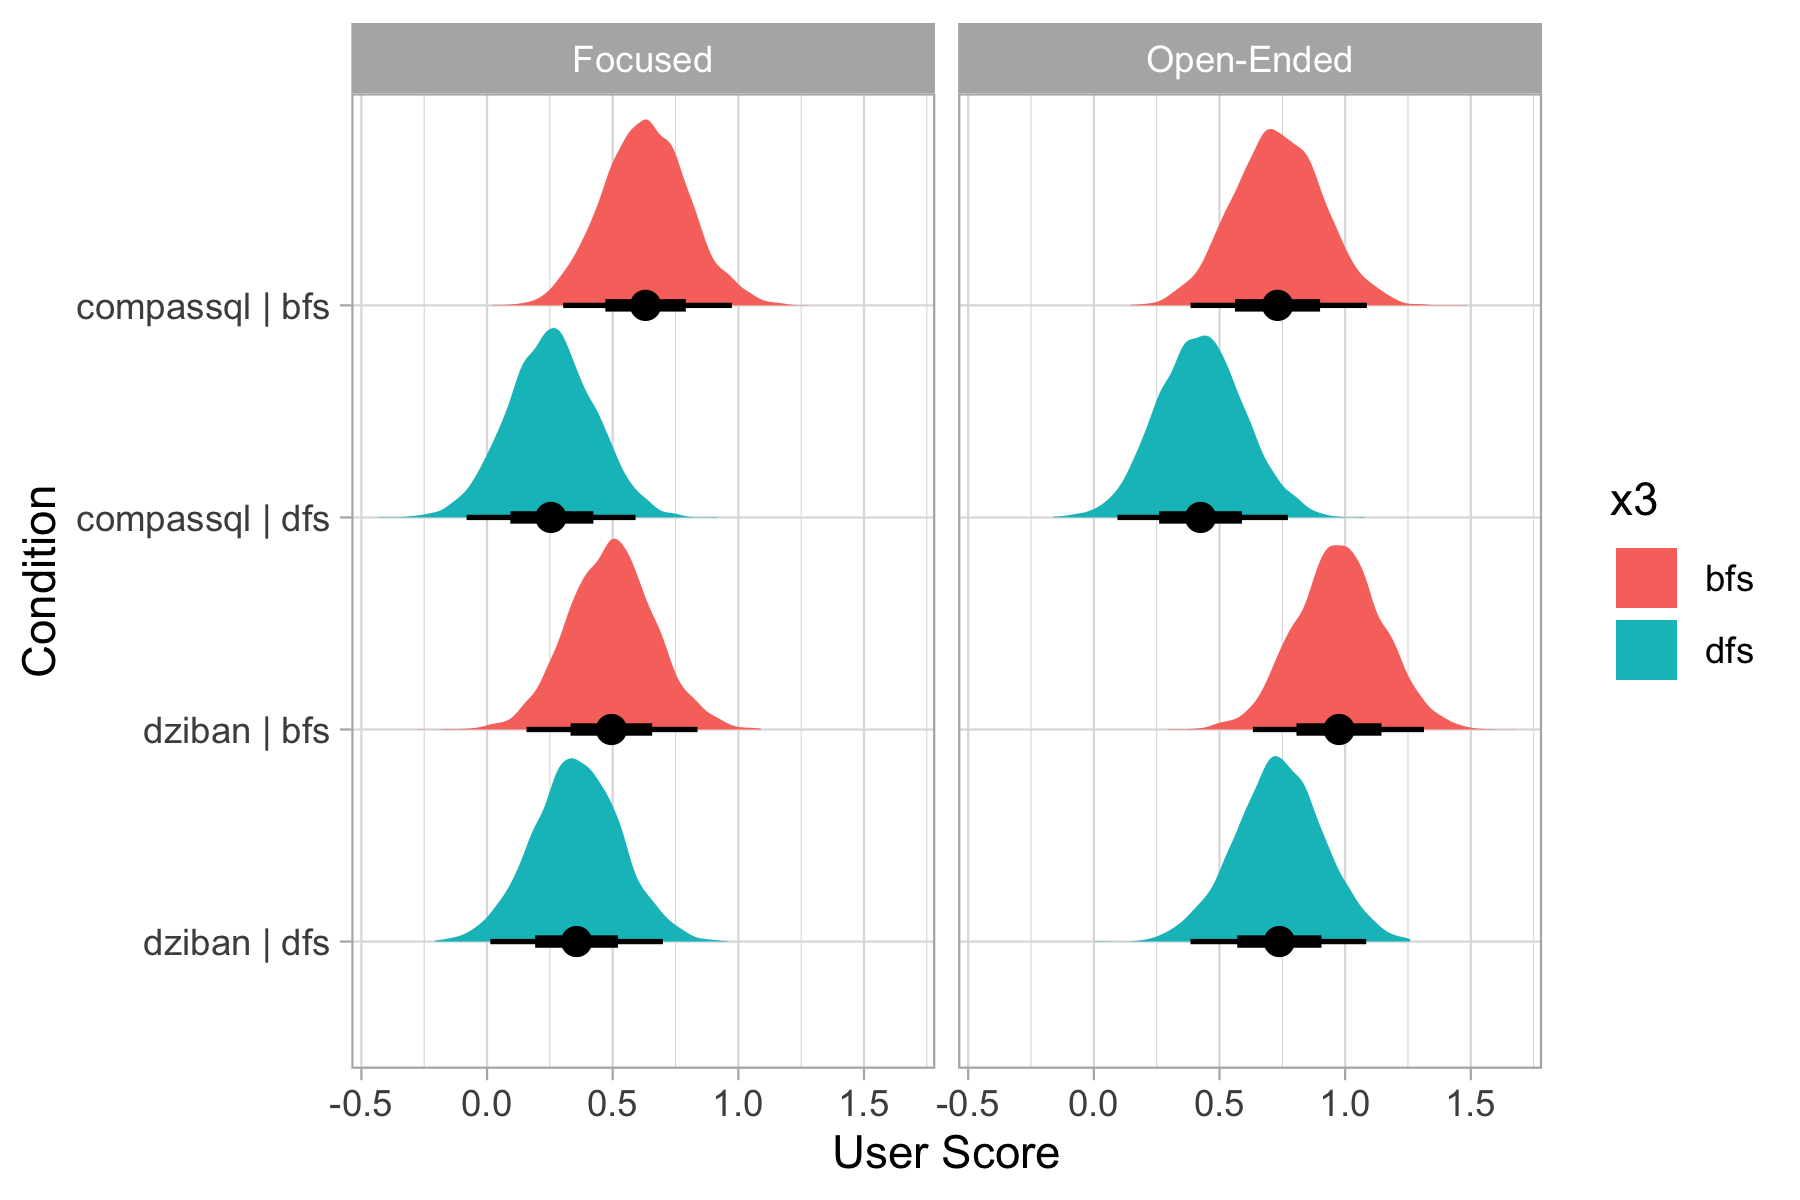 Focused
Open-Ended
Condition
compassql | bfs
compassql | dfs
dziban | bfs
dziban | dfs
-0.5 0.0 0.5 1.0 1.5
-0.5 0.0 0.5 1.0 1.5
User Score
x3
bfs
dfs